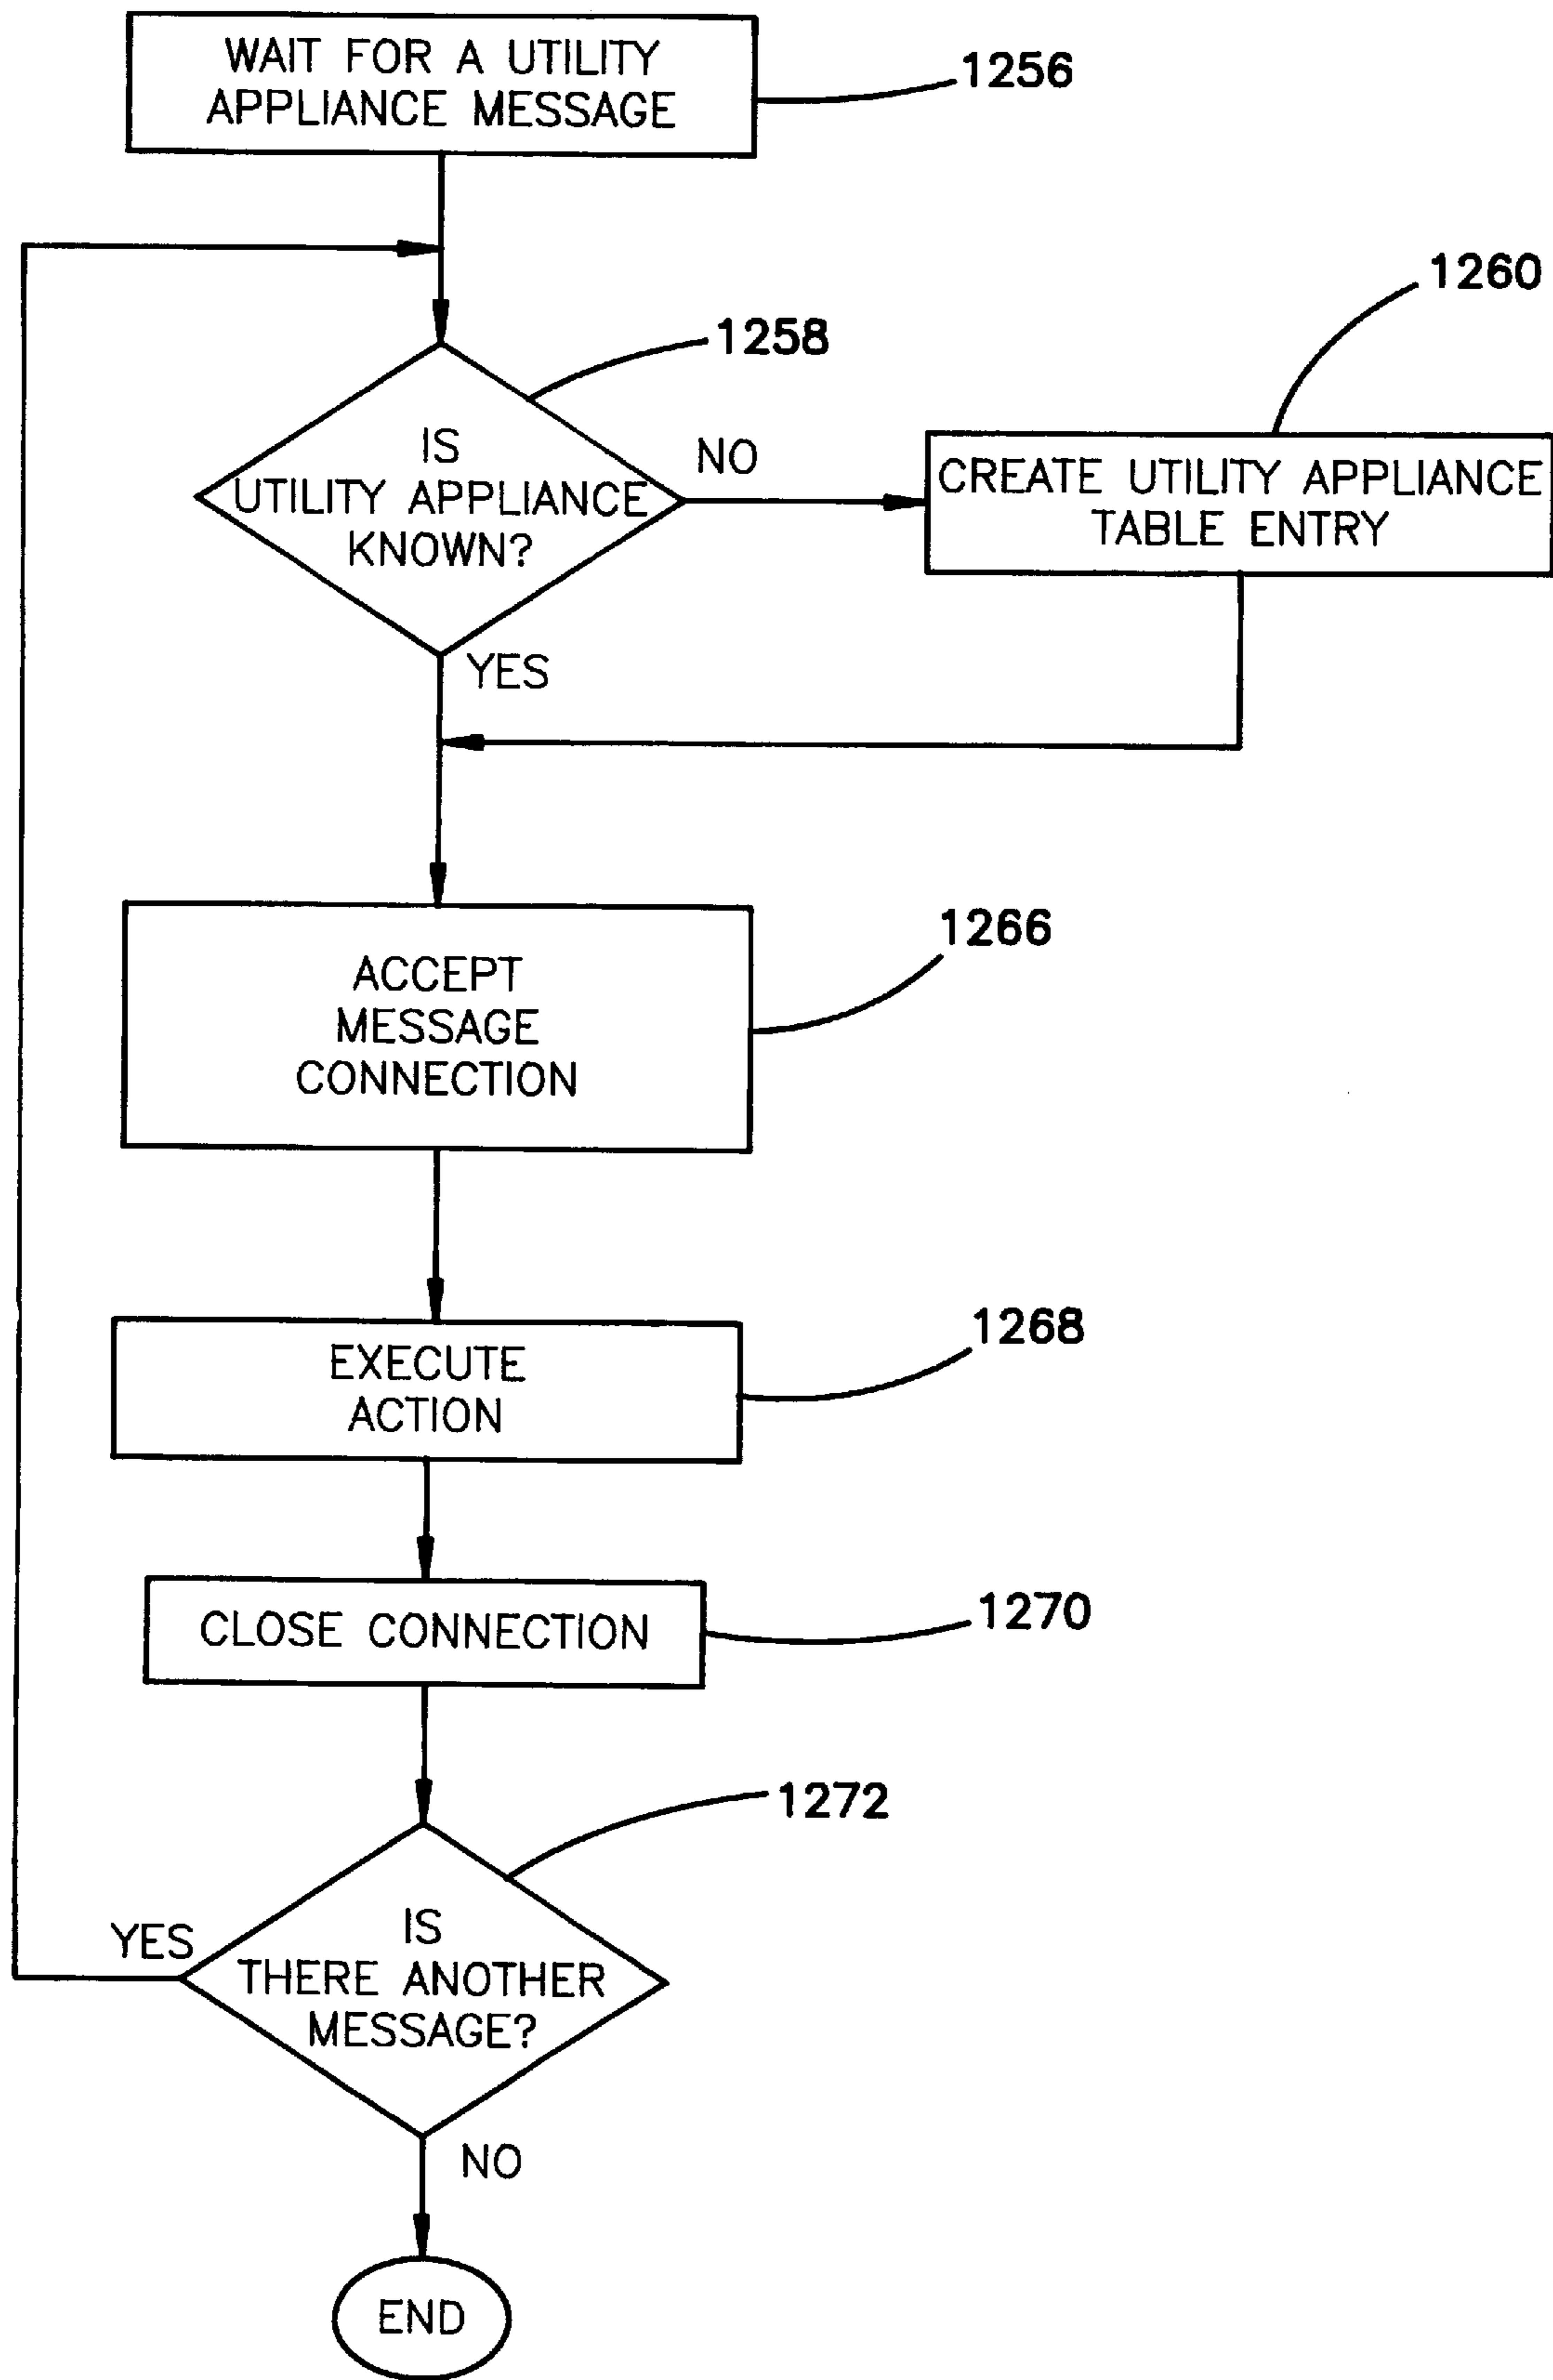 WAIT FOR A UTILITY
APPLIANCE MESSAGE
1256
1258
IS
UTILITY APPLIANCE
KNOWN?
NO
1260
CREATE UTILITY APPLIANCE
TABLE ENTRY
YES
ACCEPT
MESSAGE
CONNECTION
1266
EXECUTE
ACTION
1268
CLOSE CONNECTION
1270
1272
YES
IS
THERE ANOTHER
MESSAGE?
NO
END